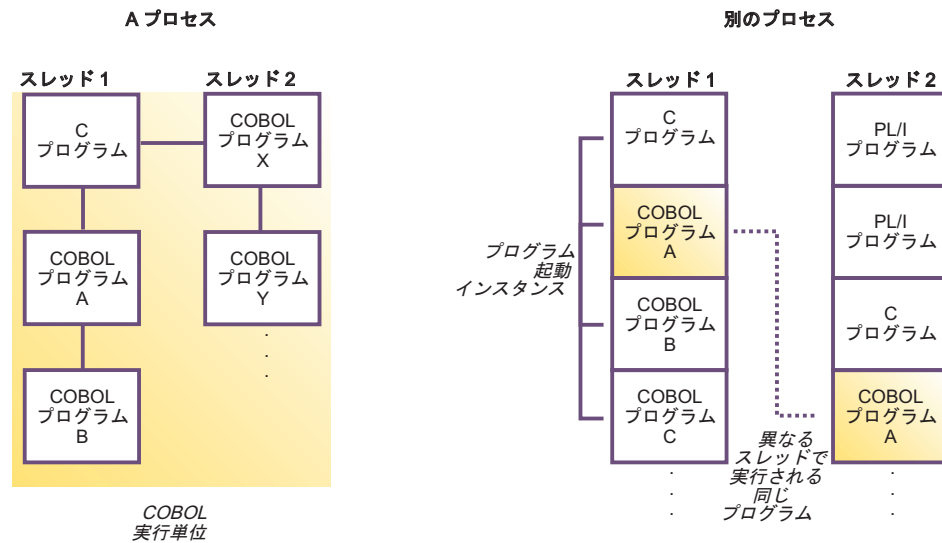 A プロセス
スレッド 1
スレッド 2
C
プログラム
COBOL
プログラム
X
COBOL
プログラム
A
COBOL
プログラム
Y
.
.
.
COBOL
プログラム
B
COBOL
実行単位
別のプロセス
スレッド 1
スレッド 2
C
プログラム
COBOL
プログラム
A
COBOL
プログラム
B
COBOL
プログラム
C
.
.
.
プログラム
起動
インスタンス
PL/I
プログラム
PL/I
プログラム
C
プログラム
COBOL
プログラム
A
.
.
.
異なる
スレッドで
実行される
同じ
プログラム